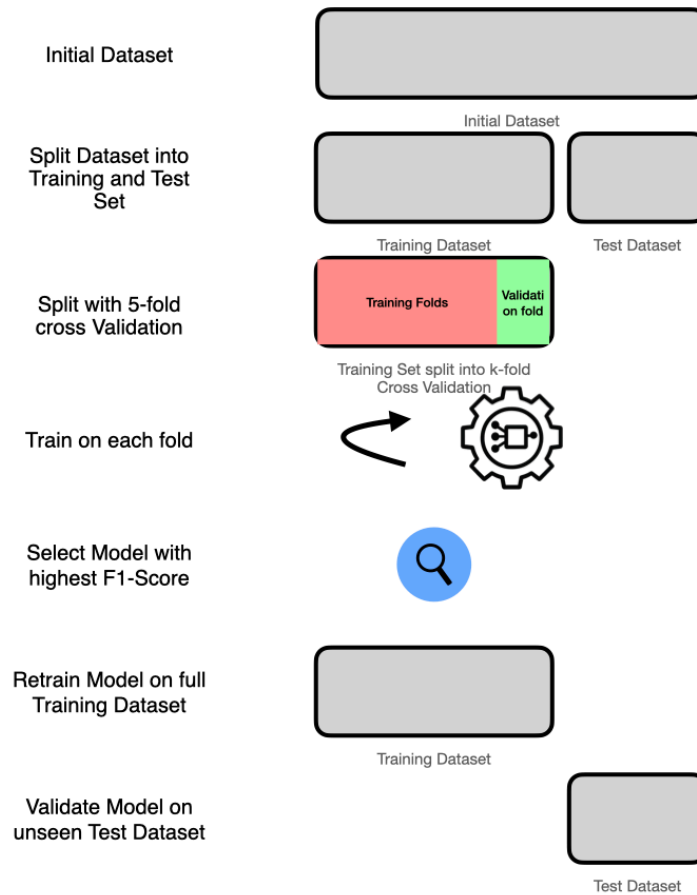 Initial Dataset
Initial Dataset
Split Dataset into
Training and Test
Set
Training Dataset
Test Dataset
Split with 5-fold
cross Validation
Training Folds
Validati
on fold
Training Set split into k-fold
Cross Validation
Train on each fold
Select Model with
highest F1-Score
Retrain Model on full
Training Dataset
Training Dataset
Validate Model on
unseen Test Dataset
Test Dataset